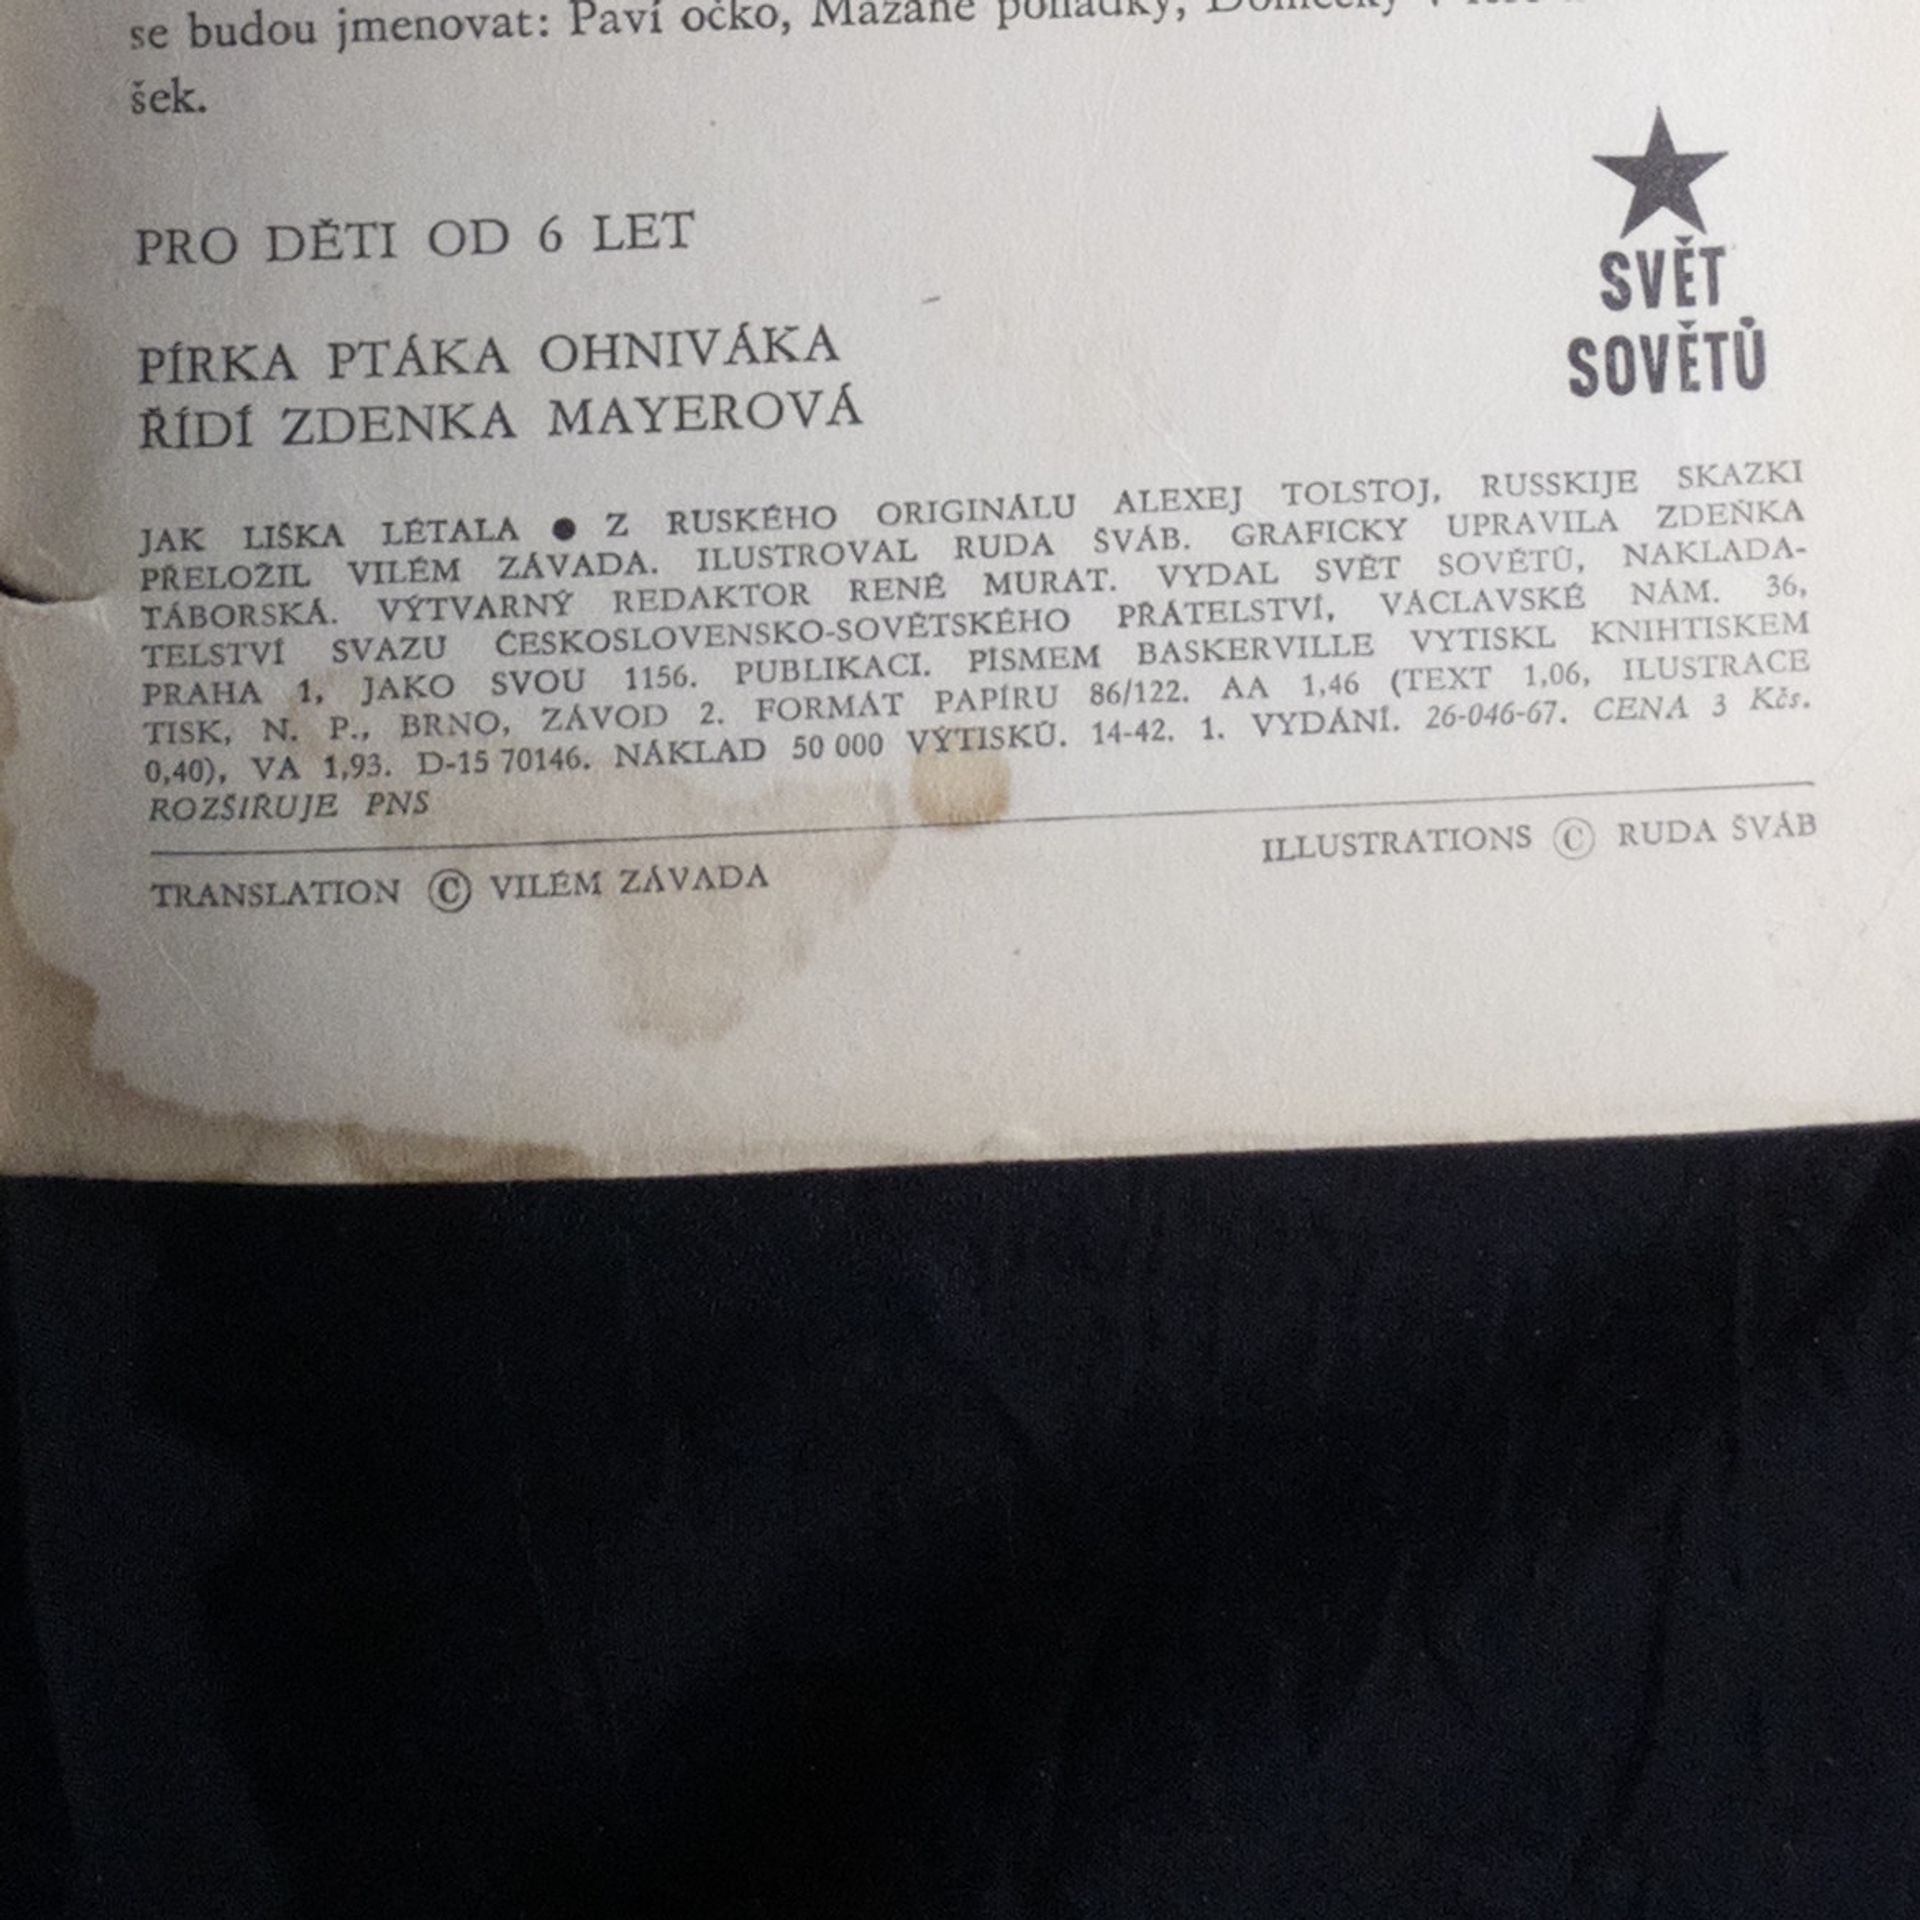 se budou jmenovat: Paví očko, Mazané pohádky,
šek.
PRO DĚTI OD 6 LET
PÍRKA PTÁKA OHNIVÁKA
ŘÍDÍ ZDENKA MAYEROVÁ
SVĚT
SOVĚTŮ
JAK LIŠKA LÉTALA ● Z RUSKÉHO ORIGINÁLU ALEXEJ TOLSTOJ, RUSSKIJE SKAZKI
PŘELOŽIL VILÉM ZÁVADA. ILUSTROVAL RUDA ŠVÁB. GRAFICKY UPRAVILA ZDEŇKA
TÁBORSKÁ. VÝTVARNÝ REDAKTOR RENÉ MURAT. VYDAL SVĚT SOVĚTŮ, NAKLADA-
TELSTVÍ SVAZU ČESKOSLOVENSKO-SOVĚTSKÉHO PŘÁTELSTVÍ, VÁCLAVSKÉ NÁM. 36,
PRAHA 1, JAKO SVOU 1156. PUBLIKACI. PÍSMEM BASKERVILLE VYTISKL KNIHTISKEM
TISK, N. P., BRNO, ZÁVOD 2. FORMÁT PAPÍRU 86/122. AA 1,46 (TEXT 1,06, ILUSTRACE
0,40), VA 1,93. D-15 70146. NÁKLAD 50 000 VÝTISKŮ. 14-42. 1. VYDÁNÍ. 26-046-67. CENA 3 Kčs.
ROZŠIŘUJE PNS
TRANSLATION © VILÉM ZÁVADA
ILLUSTRATIONS © RUDA ŠVÁB